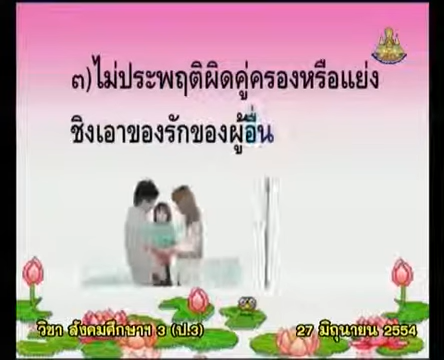 ๓)ไม่ประพฤติผิดคู่ครองหรือแย่ง
ชิงเอาของรักของผู้อื่น
วิชา สังคมศึกษาฯ 3 (ป.3)
27 มิถุนายน 2554